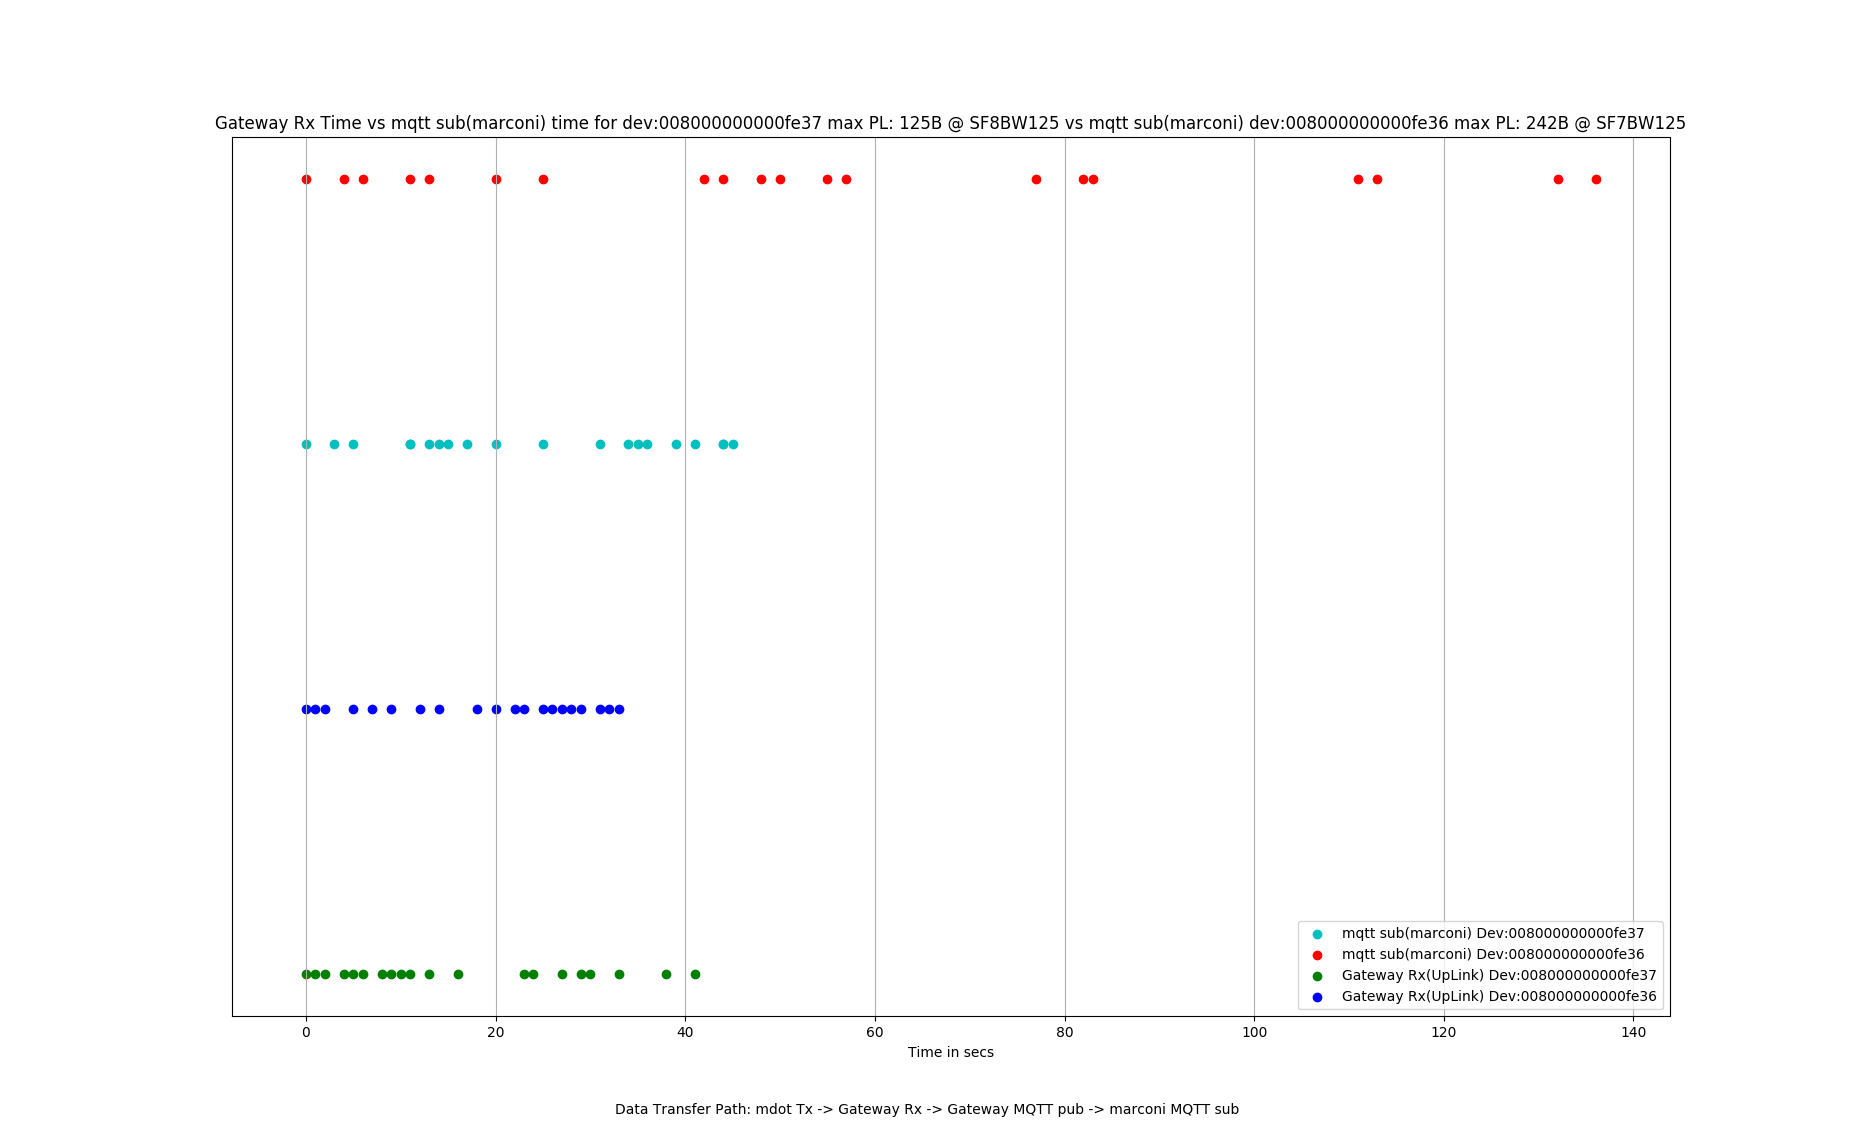 Gateway Rx Time vs mqtt sub(marconi) time for dev:008000000000fe37 max PL: 125B @ SF8BW125 vs mqtt sub(marconi) dev:008000000000fe36 max PL: 242B @ SF7BW125
mqtt sub(marconi) Dev:008000000000fe37
mqtt sub(marconi) Dev:008000000000fe36
Gateway Rx(UpLink) Dev:008000000000fe37
Gateway Rx(UpLink) Dev:008000000000fe36
0 20 40 60 80 100 120 140
Time in secs
Data Transfer Path: mdot Tx -> Gateway Rx -> Gateway MQTT pub -> marconi MQTT sub